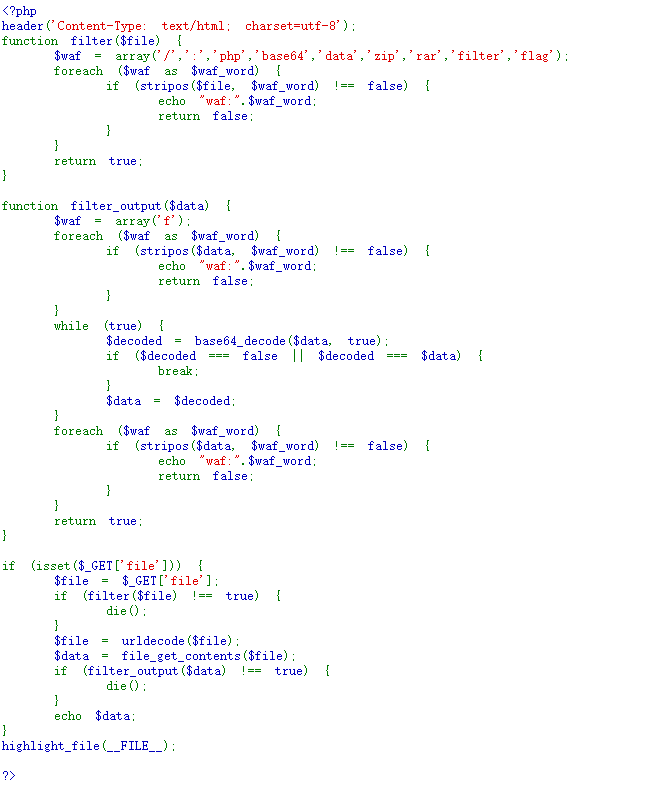 <?php
header('Content-Type: text/html; charset=utf-8');
function filter($file) {
        $waf = array('/',':','php','base64','data','zip','rar','filter','flag');
        foreach ($waf as $waf_word) {
                if (stripos($file, $waf_word) !== false) {
                        echo "waf:".$waf_word;
                        return false;
                }
        }
        return true;
}

function filter_output($data) {
        $waf = array('f');
        foreach ($waf as $waf_word) {
                if (stripos($data, $waf_word) !== false) {
                        echo "waf:".$waf_word;
                        return false;
                }
        }
        while (true) {
                $decoded = base64_decode($data, true);
                if ($decoded === false || $decoded === $data) {
                        break;
                }
                $data = $decoded;
        }
        foreach ($waf as $waf_word) {
                if (stripos($data, $waf_word) !== false) {
                        echo "waf:".$waf_word;
                        return false;
                }
        }
        return true;
}

if (isset($_GET['file'])) {
        $file = $_GET['file'];
        if (filter($file) !== true) {
                die();
        }
        $file = urldecode($file);
        $data = file_get_contents($file);
        if (filter_output($data) !== true) {
                die();
        }
        echo $data;
}
highlight_file(__FILE__);

?>